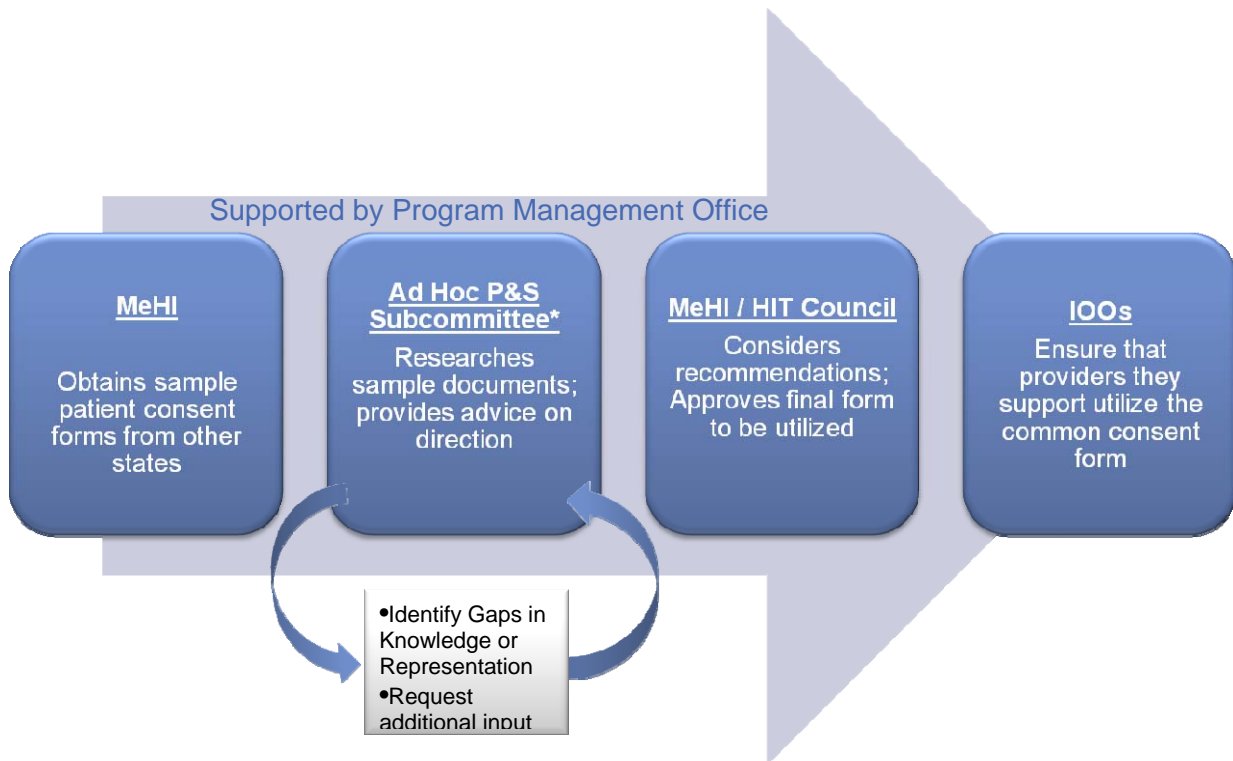 Supported by Program Management Office
MeHI
Obtains sample
patient consent
forms from other
states
Ad Hoc P&S
Subcommittee*
Researches
sample documents;
provides advice on
direction
MeHI / HIT Council
Considers
recommendations;
Approves final form
to be utilized
IOOs
Ensure that
providers they
support utilize the
common consent
form
•Identify Gaps in
Knowledge or
Representation
•Request
additional input